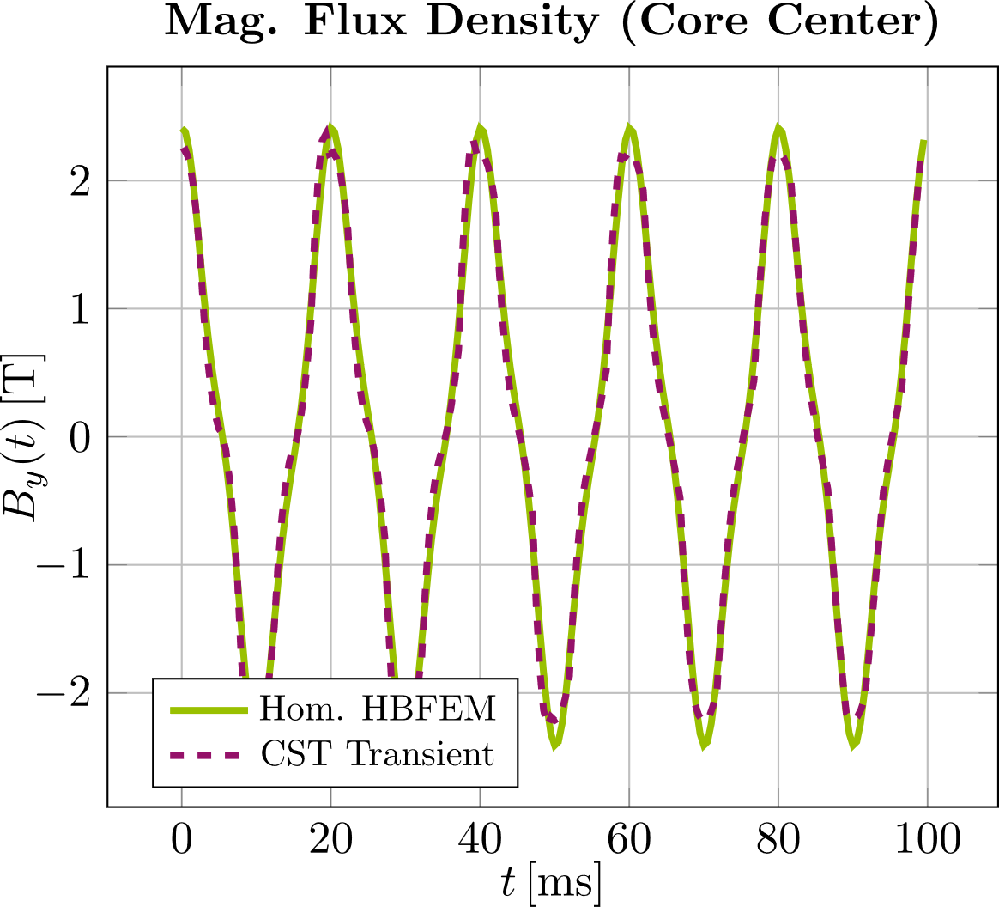 Mag. Flux Density (Core Center)
B_y(t) [T]
2
1
0
−1
−2
Hom. HBFEM
CST Transient
0 20 40 60 80 100
t [ms]